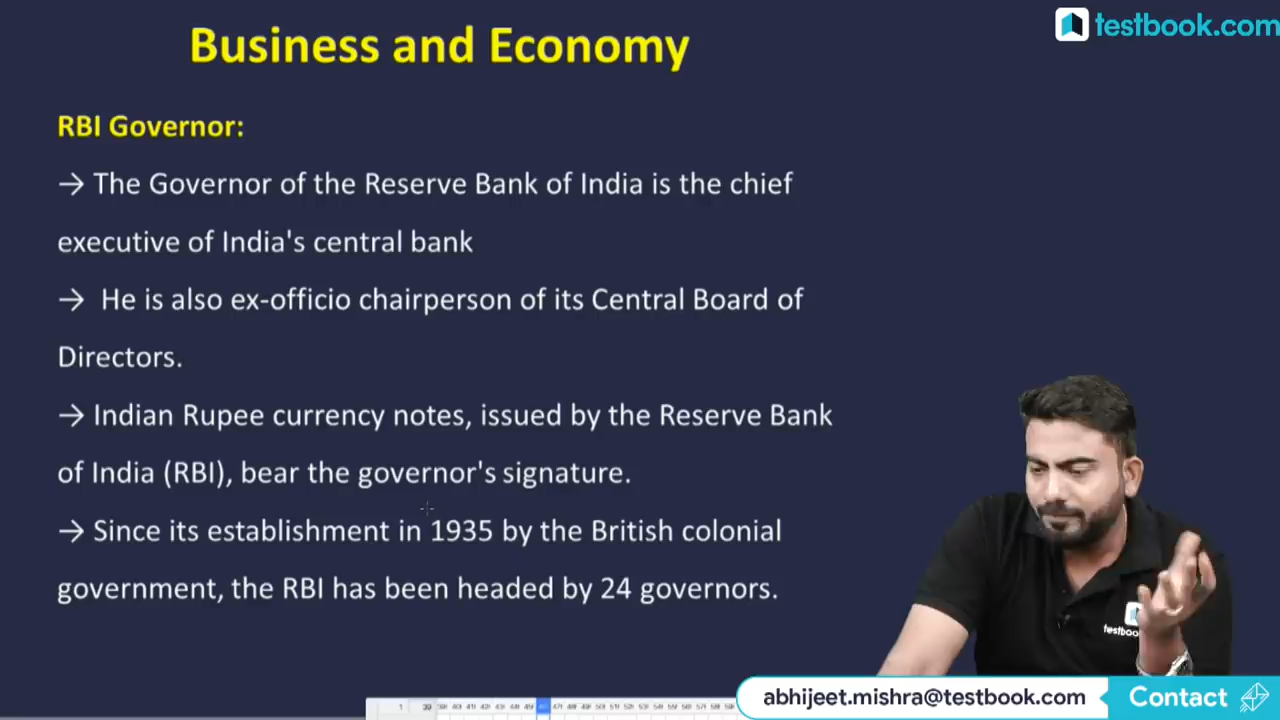 Business and Economy
testbook.com
RBI Governor:
→ The Governor of the Reserve Bank of India is the chief
executive of India's central bank
→ He is also ex-officio chairperson of its Central Board of
Directors.
→ Indian Rupee currency notes, issued by the Reserve Bank
of India (RBI), bear the governor's signature.
→ Since its establishment in 1935 by the British colonial
government, the RBI has been headed by 24 governors.
testbook
abhijeet.mishra@testbook.com
Contact